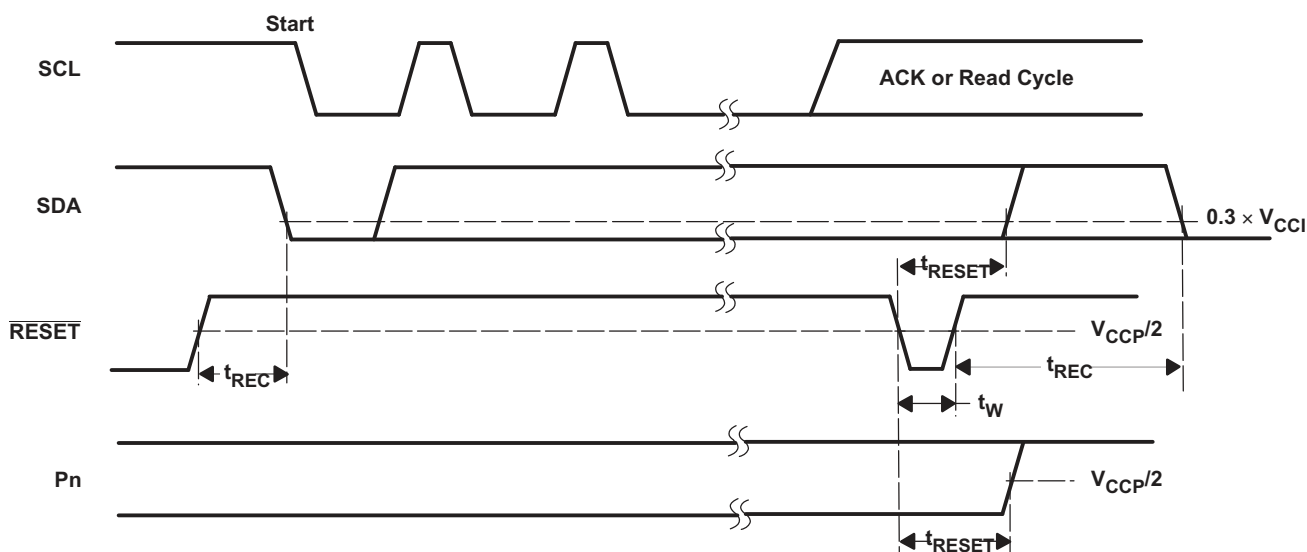 Start
SCL
ACK or Read Cycle
SDA
0.3 × VCCI
tRESET
RESET
VCCP/2
tREC
tREC
tW
Pn
VCCP/2
tRESET